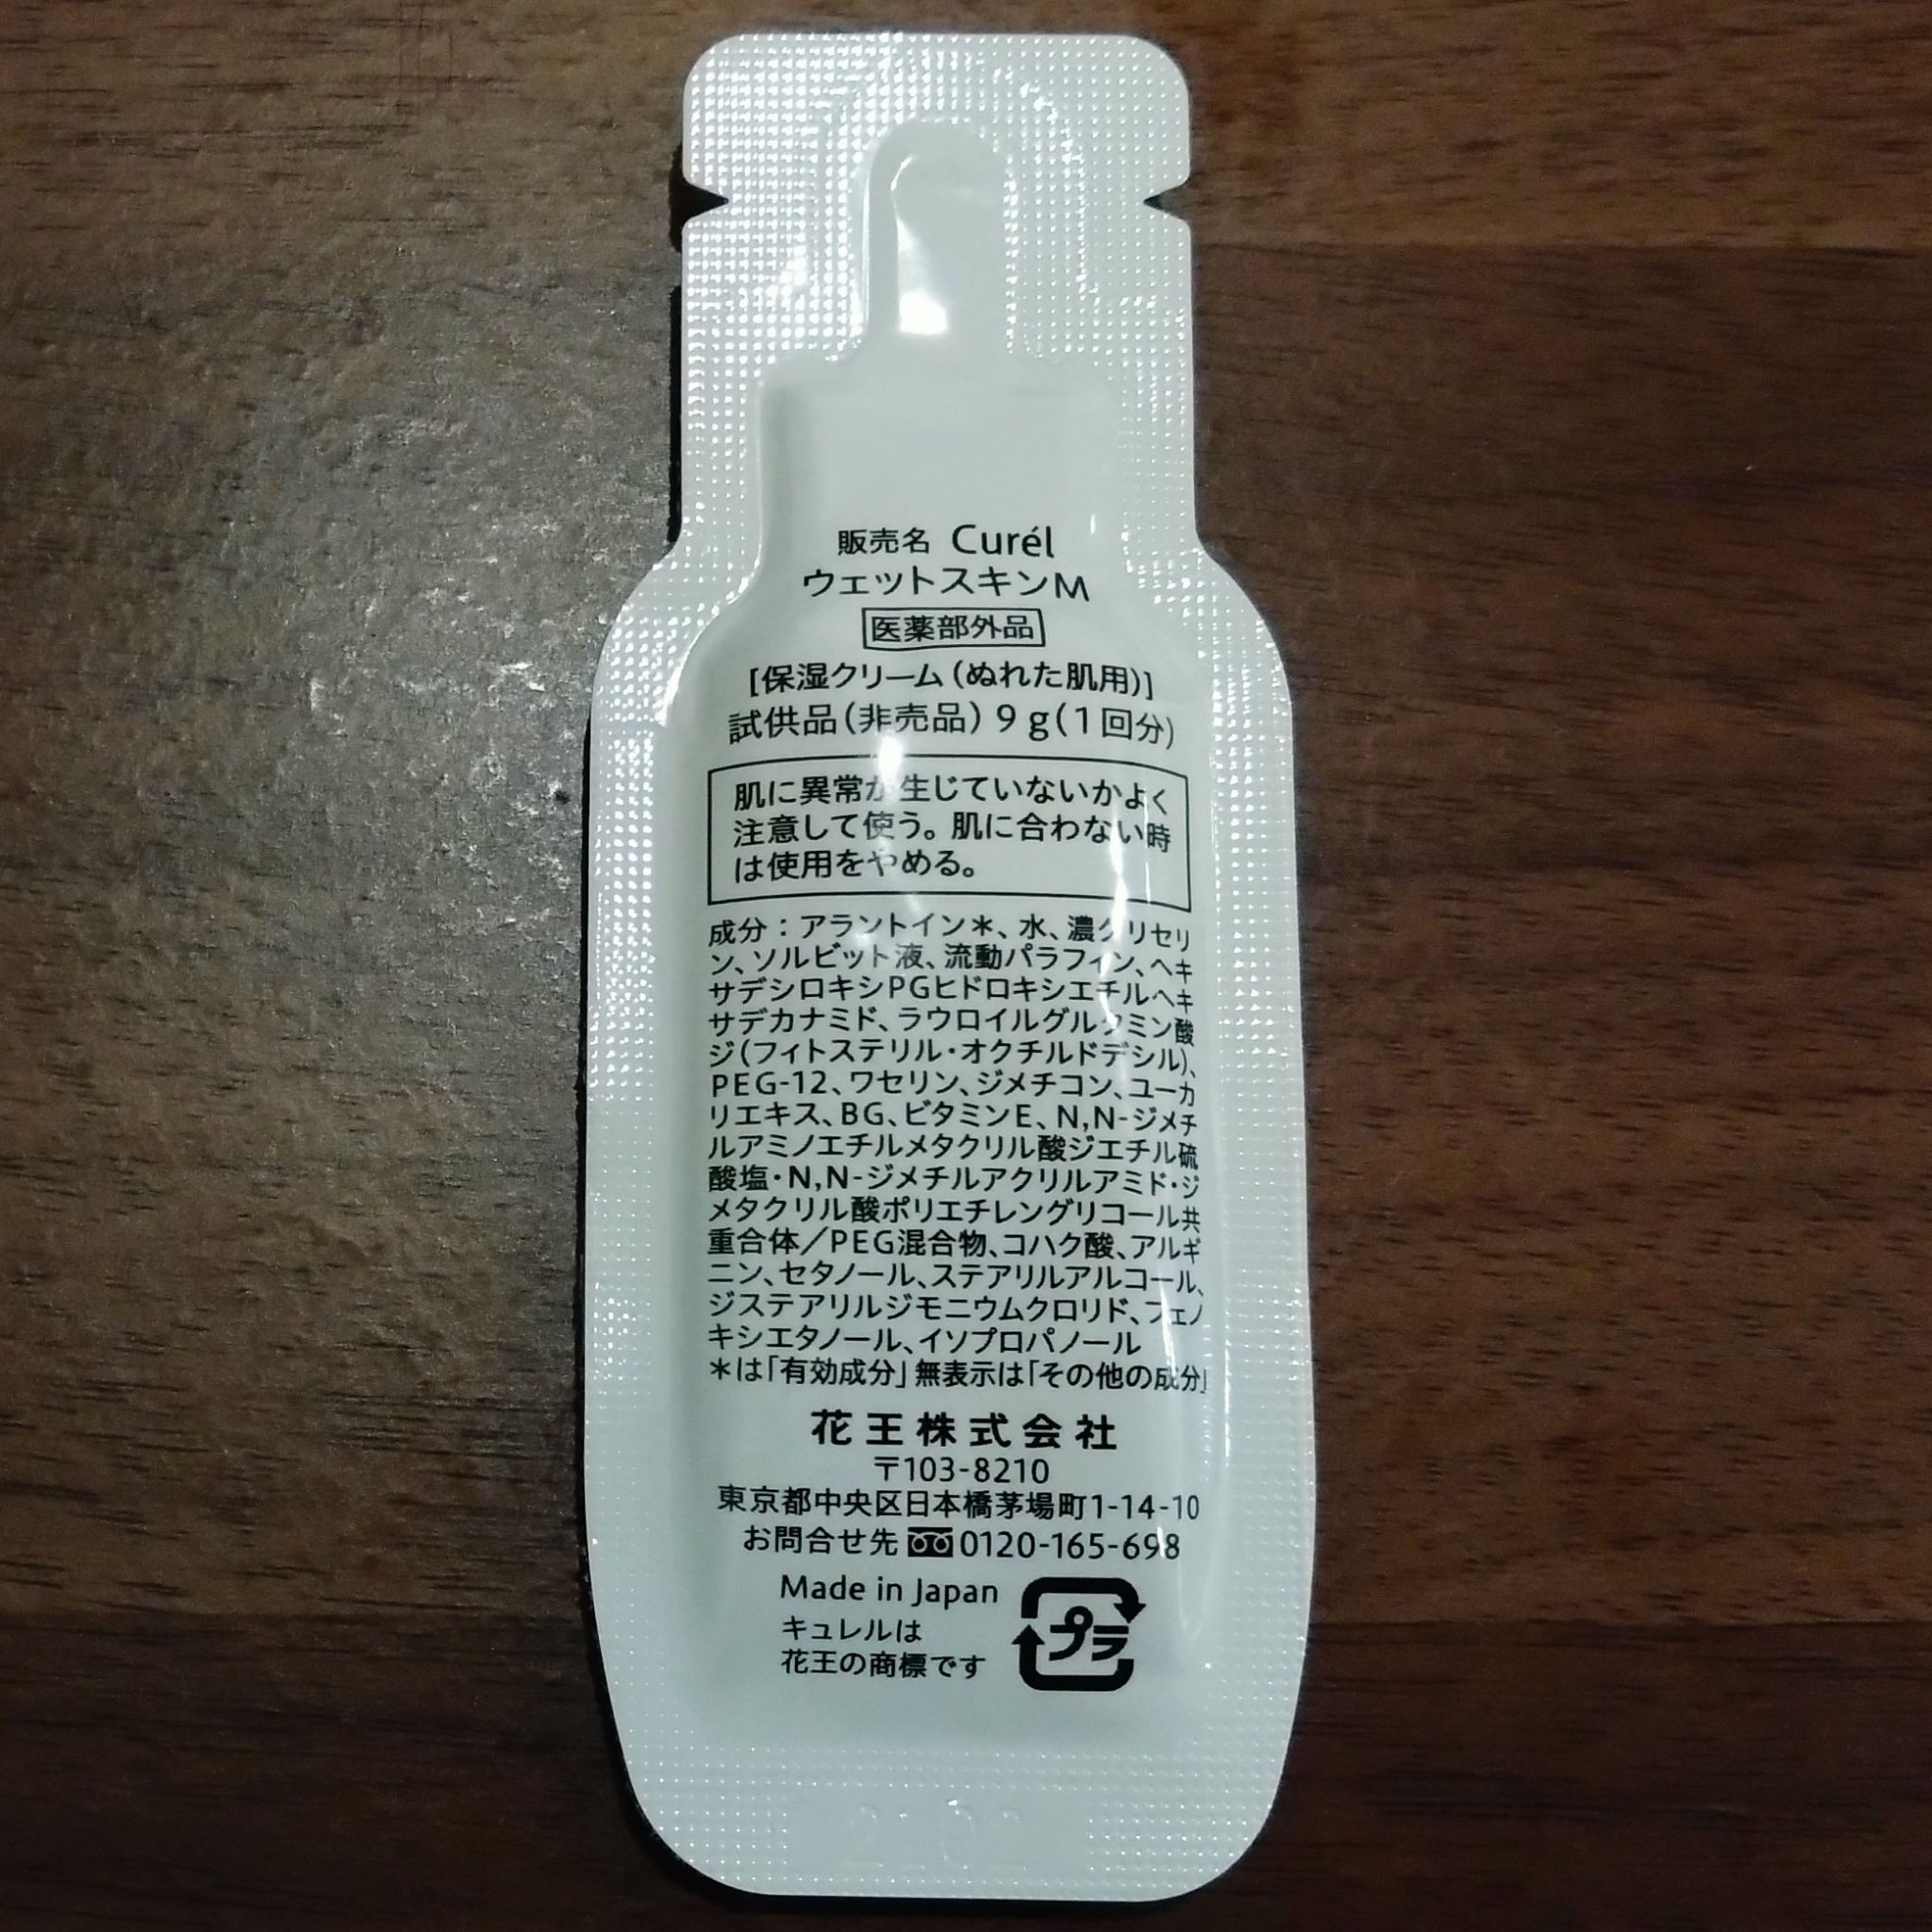 販売名 Curél
ウェットスキンM
医薬部外品
[保湿クリーム(ぬれた肌用)]
試供品(非売品)9g(1回分)
肌に異常が生じていないかよく
注意して使う。肌に合わない時
は使用をやめる。
成分:アラントイン*、水、濃グリセリ
ン、ソルビット液、流動パラフィン、ヘキ
サデシロキシPGヒドロキシエチルヘキ
サデカナミド、ラウロイルグルタミン酸
ジ(フィトステリル・オクチルドデシル)、
PEG-12、ワセリン、ジメチコン、ユーカ
リエキス、BG、ビタミンE、N,N-ジメチ
ルアミノエチルメタクリル酸ジエチル硫
酸塩・N,N-ジメチルアクリルアミド・ジ
メタクリル酸ポリエチレングリコール共
重合体/PEG混合物、コハク酸、アルギ
ニン、セタノール、ステアリルアルコール、
ジステアリルジモニウムクロリド、フェノ
キシエタノール、イソプロパノール
*は「有効成分」無表示は「その他の成分」
花王株式会社
〒103-8210
東京都中央区日本橋茅場町1-14-10
お問合せ先 0120-165-698
Made in Japan
キュレルは
花王の商標です
プラ